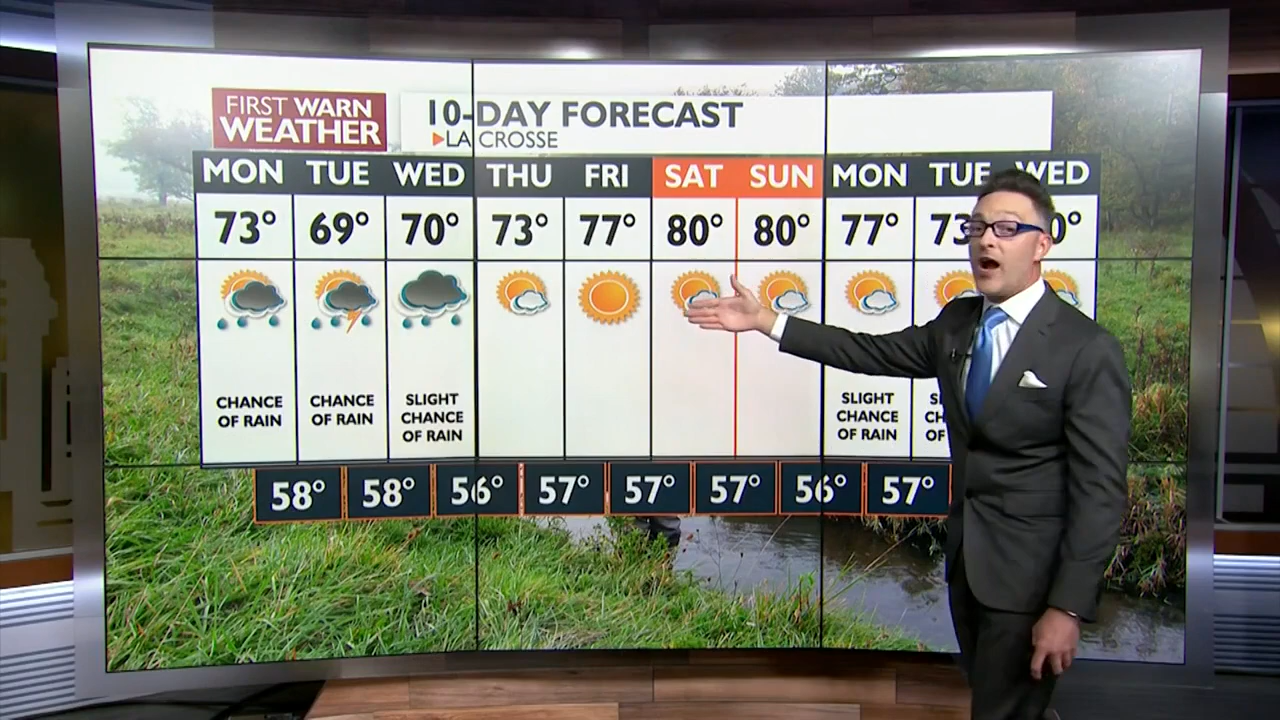 FIRST WARN
WEATHER
10-DAY FORECAST
LA CROSSE
MON TUE WED THU FRI SAT SUN MON TUE WED
73° 69° 70° 73° 77° 80° 80° 77° 73 0°
CHANCE OF RAIN
CHANCE OF RAIN
SLIGHT CHANCE OF RAIN
SLIGHT CHANCE OF RAIN
58° 58° 56° 57° 57° 57° 56° 57°